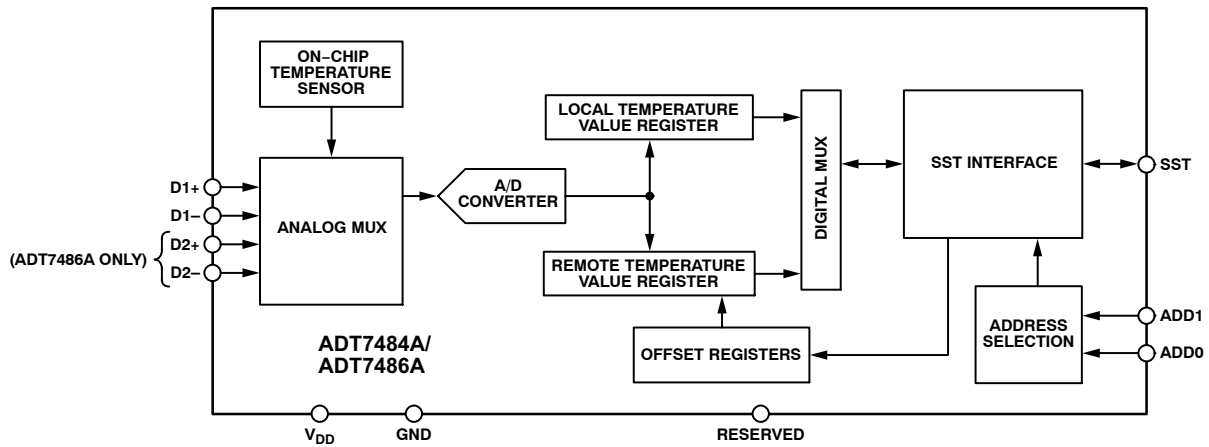 ON–CHIP
TEMPERATURE
SENSOR
LOCAL TEMPERATURE
VALUE REGISTER
DIGITAL MUX
SST INTERFACE
SST
A/D
CONVERTER
D1+
D1–
D2+
D2–
(ADT7486A ONLY)
ANALOG MUX
REMOTE TEMPERATURE
VALUE REGISTER
OFFSET REGISTERS
ADDRESS
SELECTION
ADD1
ADD0
ADT7484A/
ADT7486A
VDD
GND
RESERVED